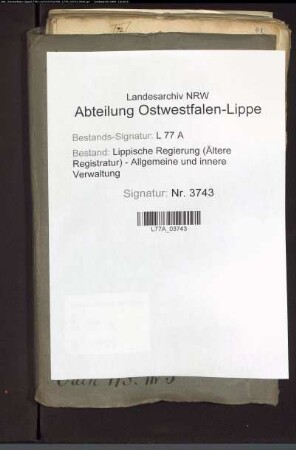 Landesarchiv NRW
Abteilung Ostwestfalen-Lippe
Bestands-Signatur: L 77 A
Bestand: Lippische Regierung (Ältere
Registratur) - Allgemeine und innere
Verwaltung
Signatur: Nr. 3743
L77A_03743